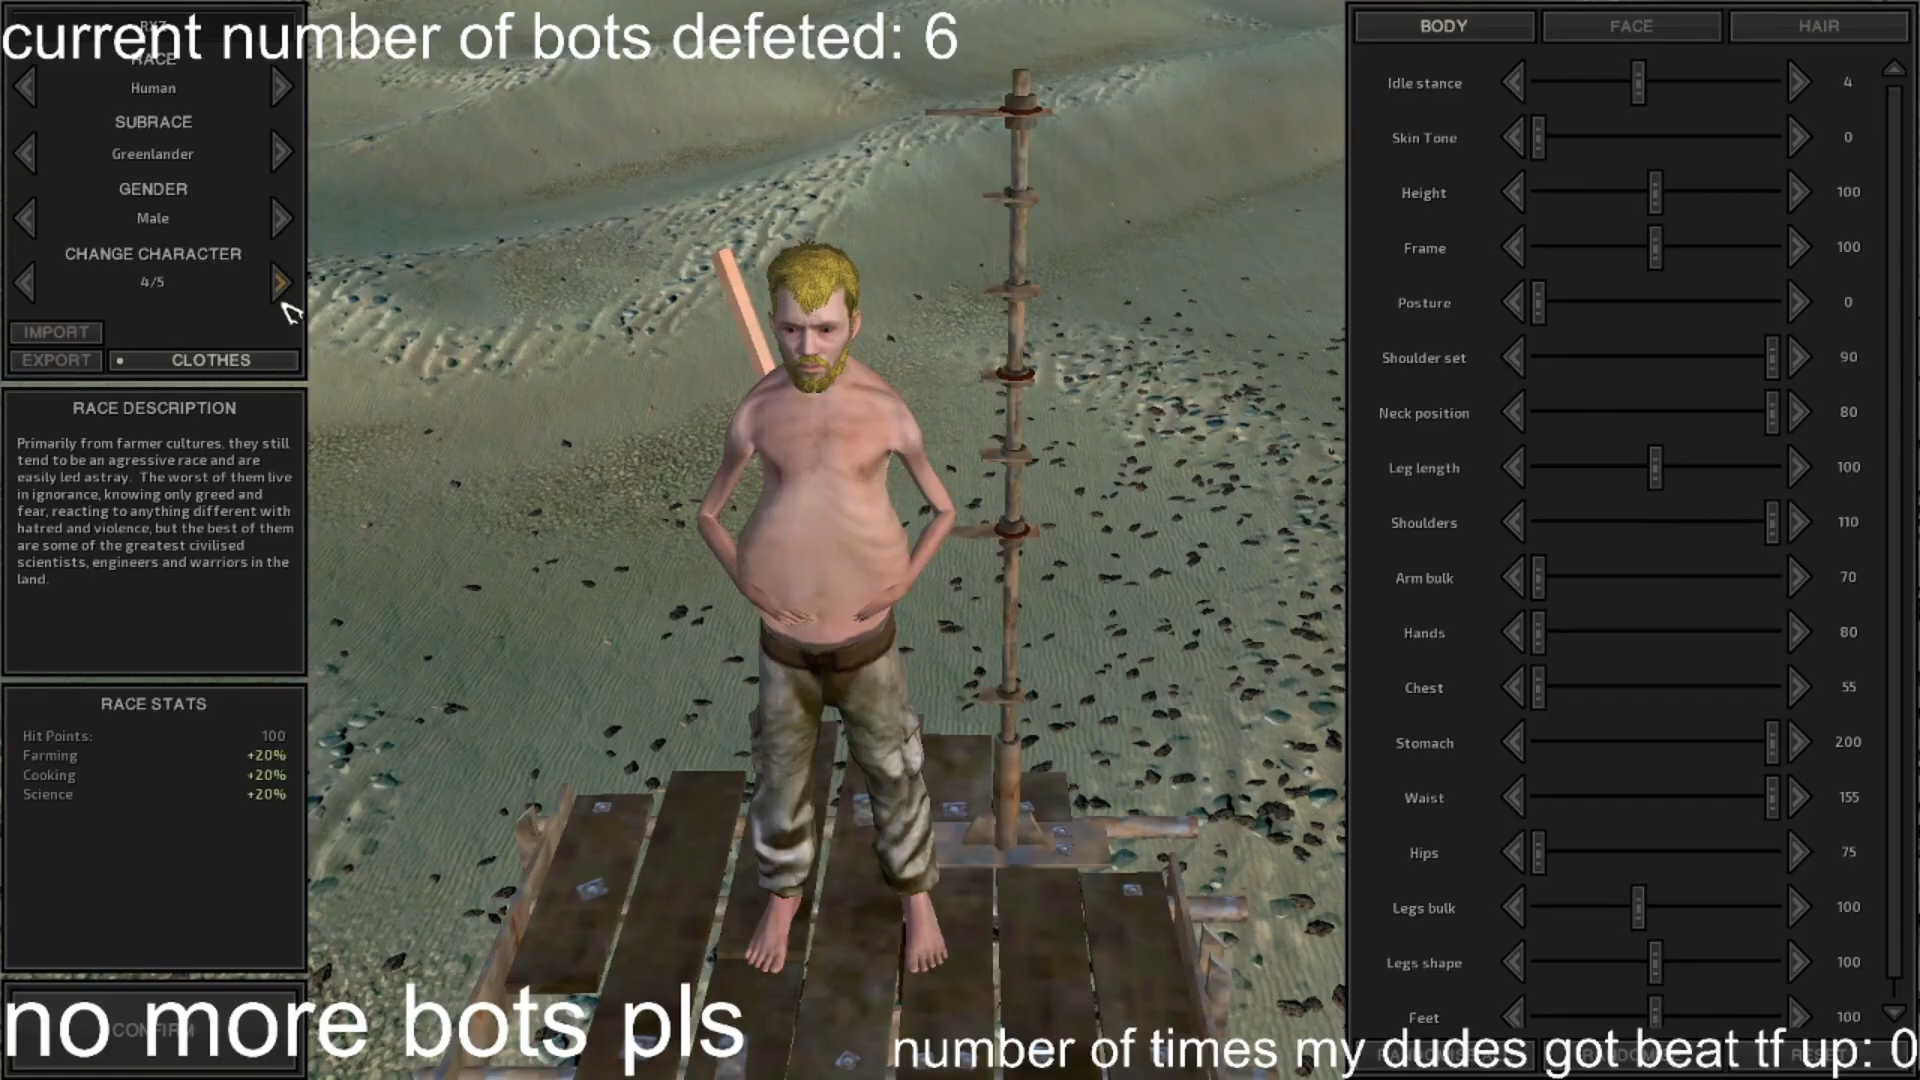 current number of bots defeted: 6
RACE
Human
SUBRACE
Greenlander
GENDER
Male
CHANGE CHARACTER
4/5
IMPORT
EXPORT
CLOTHES
RACE DESCRIPTION
Primarily from farmer cultures, they still
tend to be an agressive race and are
easily led astray. The worst of them live
in ignorance, knowing only greed and
fear, reacting to anything different with
hatred and violence, but the best of them
are some of the greatest civilised
scientists, engineers and warriors in the
land.
RACE STATS
Hit Points: 100
Farming +20%
Cooking +20%
Science +20%
CONFIRM
no more bots pls
BODY FACE HAIR
Idle stance 4
Skin Tone 0
Height 100
Frame 100
Posture 0
Shoulder set 90
Neck position 80
Leg length 100
Shoulders 110
Arm bulk 70
Hands 80
Chest 55
Stomach 200
Waist 155
Hips 75
Legs bulk 100
Legs shape 100
Feet 100
number of times my dudes got beat tf up: 0